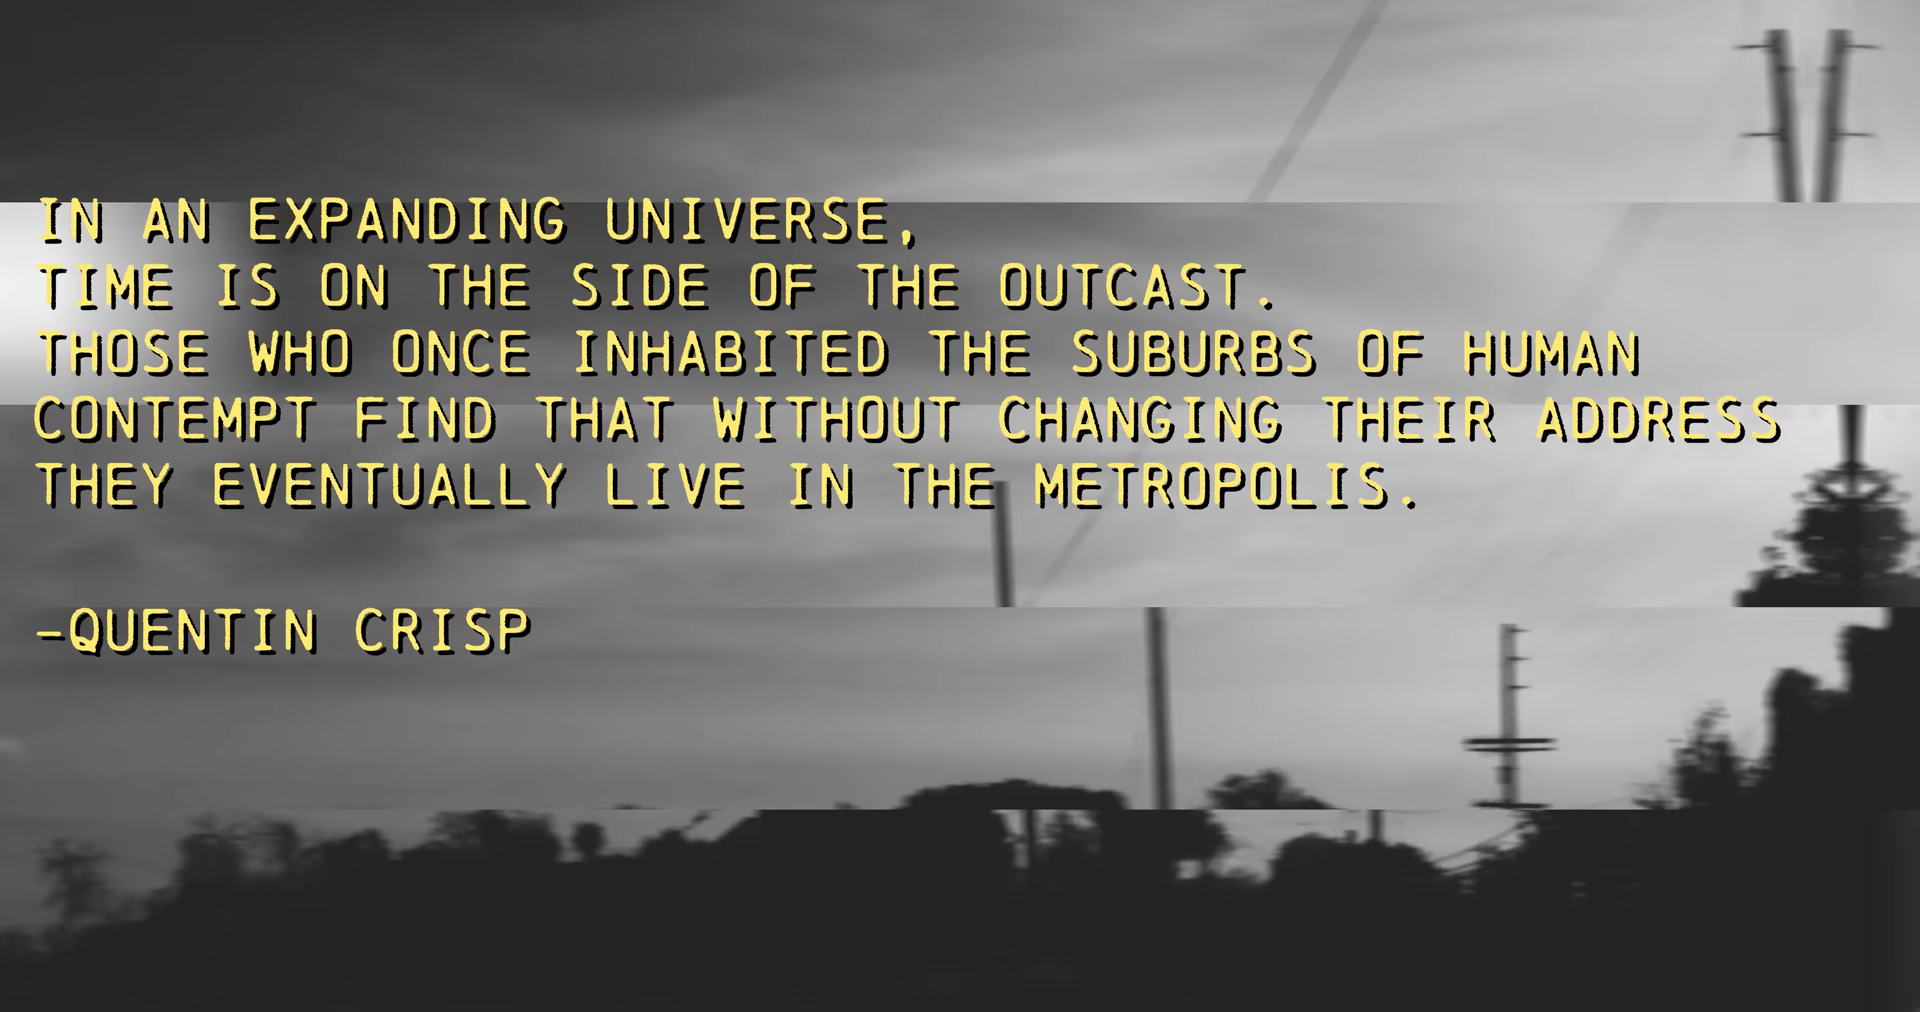 IN AN EXPANDING UNIVERSE,
TIME IS ON THE SIDE OF THE OUTCAST.
THOSE WHO ONCE INHABITED THE SUBURBS OF HUMAN
CONTEMPT FIND THAT WITHOUT CHANGING THEIR ADDRESS
THEY EVENTUALLY LIVE IN THE METROPOLIS.
-QUENTIN CRISP